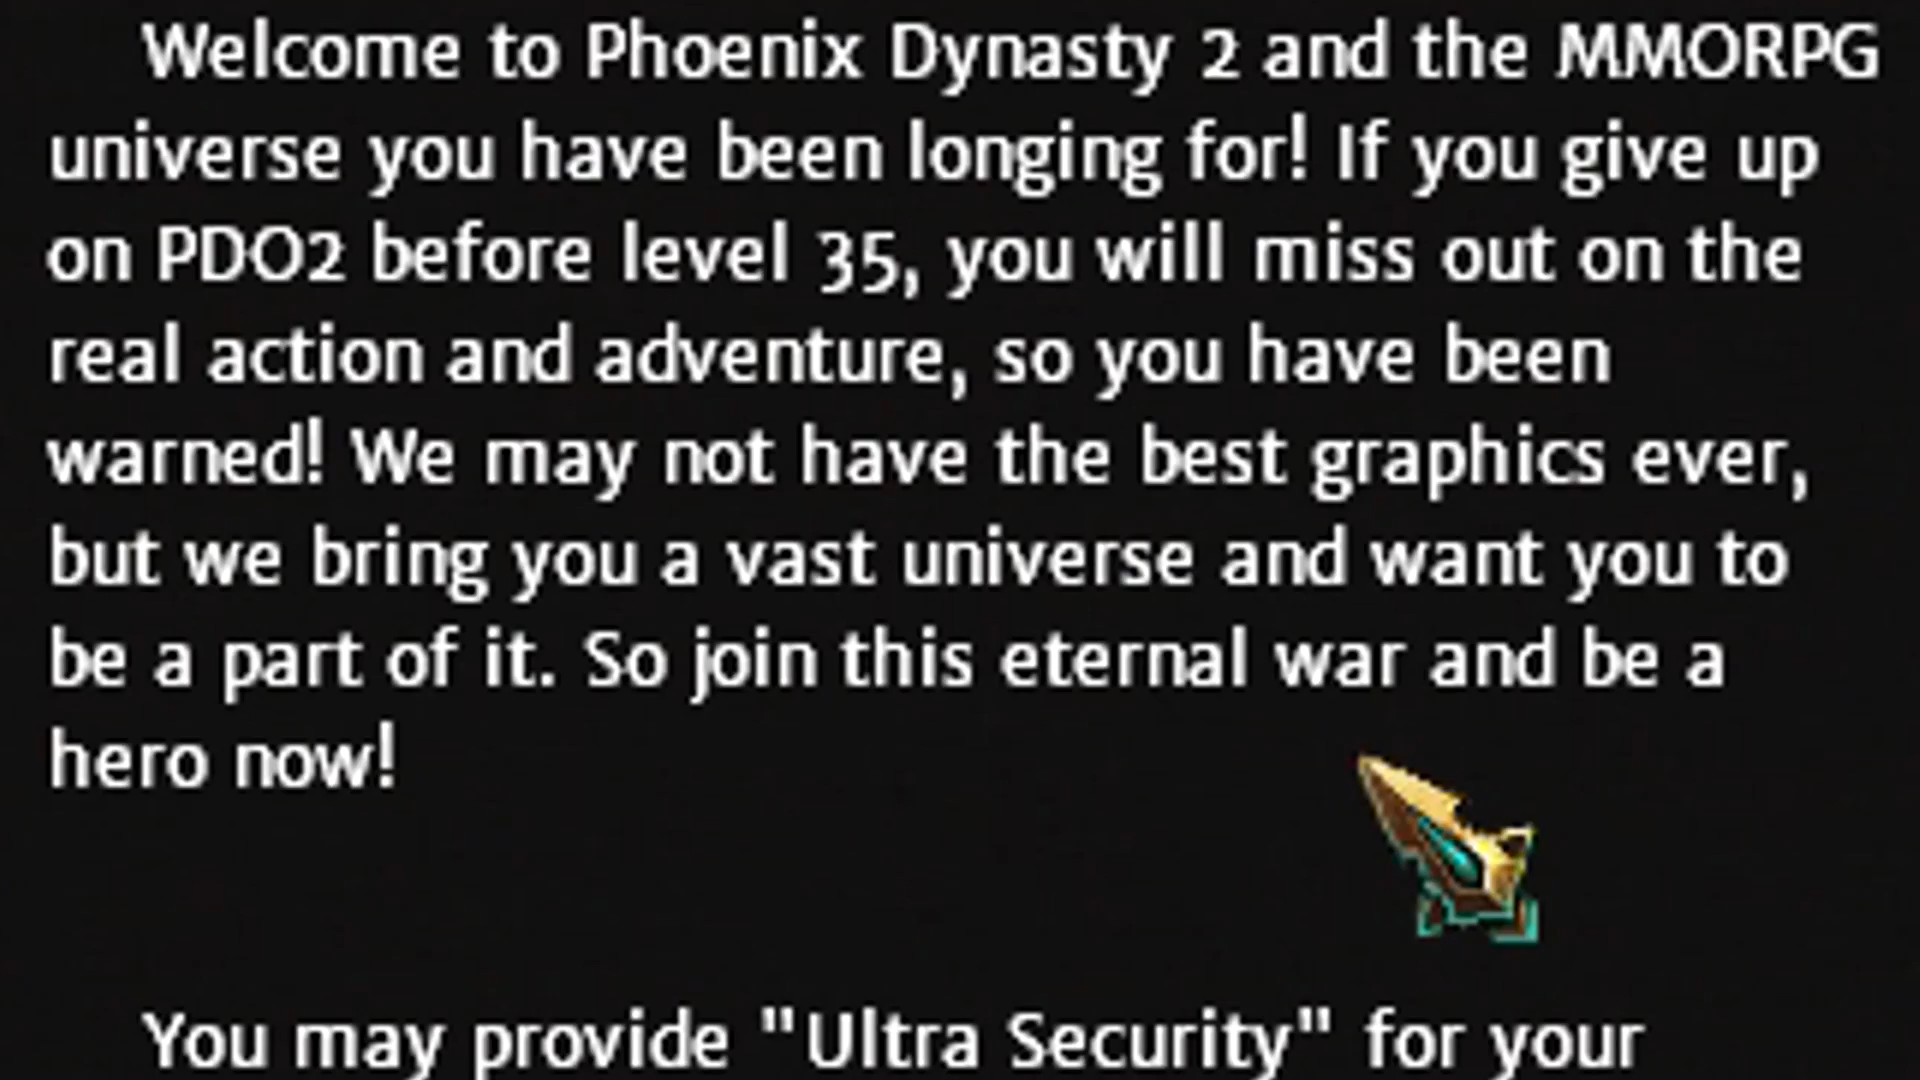 Welcome to Phoenix Dynasty 2 and the MMORPG
universe you have been longing for! If you give up
on PDO2 before level 35, you will miss out on the
real action and adventure, so you have been
warned! We may not have the best graphics ever,
but we bring you a vast universe and want you to
be a part of it. So join this eternal war and be a
hero now!
You may provide "Ultra Security" for your